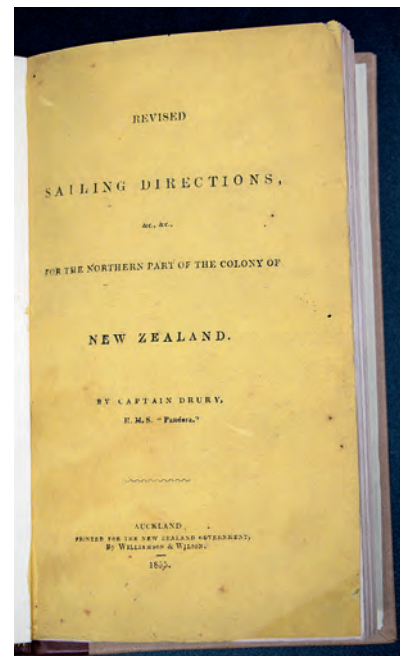 REVISED
SAILING DIRECTIONS,
&c., &c.,
FOR THE NORTHERN PART OF THE COLONY OF
NEW ZEALAND.
BY CAPTAIN DRURY,
H. M. S. "Pandora."
AUCKLAND,
PRINTED FOR THE NEW ZEALAND GOVERNMENT,
BY WILLIAMSON & WILSON.
1855.